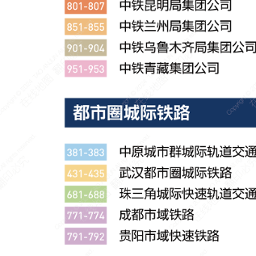 801-807 中铁昆明局集团公司
851-855 中铁兰州局集团公司
901-904 中铁乌鲁木齐局集团公司
951-953 中铁青藏集团公司
都市圈城际铁路
381-383 中原城市群城际轨道交通
431-435 武汉都市圈城际铁路
681-688 珠三角城际快速轨道交通
771-774 成都市域铁路
791-792 贵阳市域快速铁路